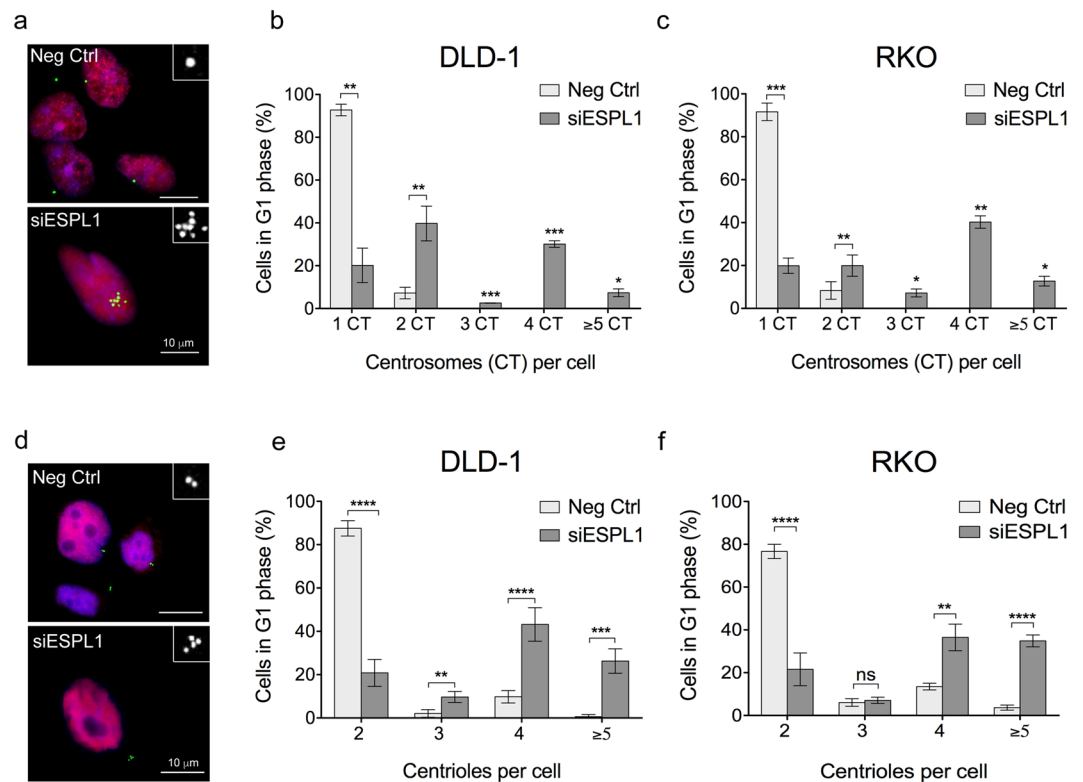 a
Neg Ctrl
siESPL1
10 μm
b
DLD-1
Neg Ctrl
siESPL1
Cells in G1 phase (%)
100
80
60
40
20
0
**
**
***
***
*
1 CT 2 CT 3 CT 4 CT ≥5 CT
Centrosomes (CT) per cell
c
RKO
Neg Ctrl
siESPL1
Cells in G1 phase (%)
100
80
60
40
20
0
***
**
*
**
*
1 CT 2 CT 3 CT 4 CT ≥5 CT
Centrosomes (CT) per cell
d
Neg Ctrl
siESPL1
10 μm
e
DLD-1
Neg Ctrl
siESPL1
Cells in G1 phase (%)
100
80
60
40
20
0
****
**
****
***
2 3 4 ≥5
Centrioles per cell
f
RKO
Neg Ctrl
siESPL1
Cells in G1 phase (%)
100
80
60
40
20
0
****
ns
**
****
2 3 4 ≥5
Centrioles per cell